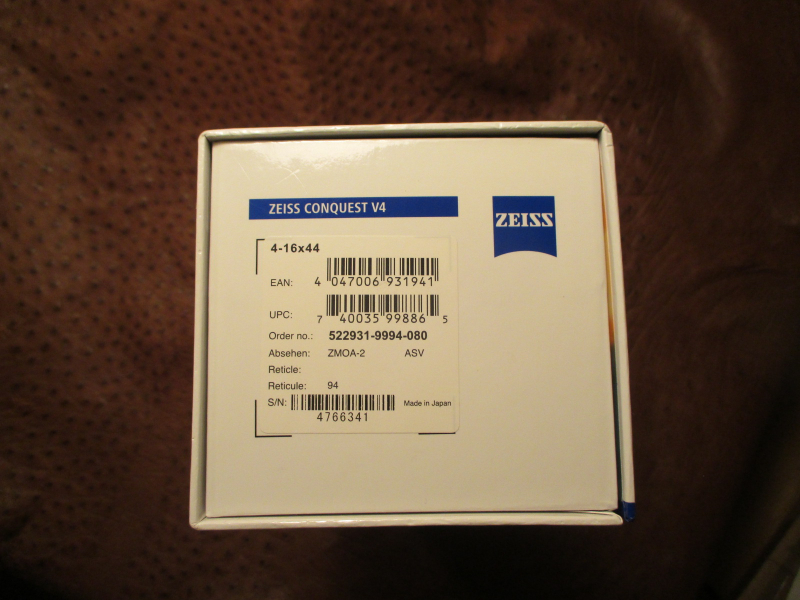 ZEISS CONQUEST V4
ZEISS
4-16x44
EAN: 4 047006 931941
UPC: 7 40035 99886 5
Order no.: 522931-9994-080
Absehen: ZMOA-2 ASV
Reticle:
Reticule: 94
S/N: Made in Japan
4766341